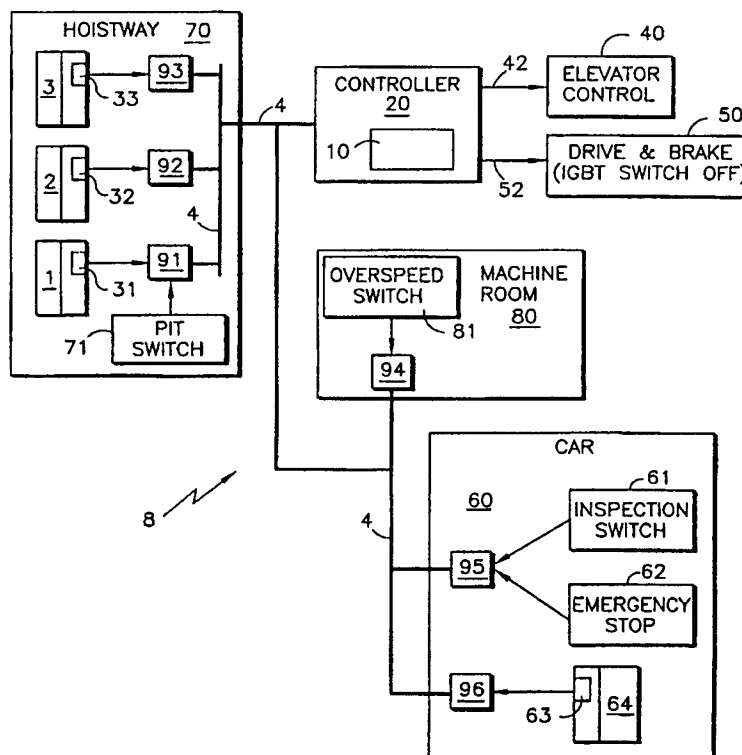 HOISTWAY 70
3
33
93
2
32
92
4
1
31
91
71
PIT
SWITCH
4
CONTROLLER
20
10
42
52
40
ELEVATOR
CONTROL
50
DRIVE & BRAKE
(IGBT SWITCH OFF)
OVERSPEED
SWITCH
81
MACHINE
ROOM
80
94
8
4
CAR
60
61
INSPECTION
SWITCH
62
EMERGENCY
STOP
95
96
63
64